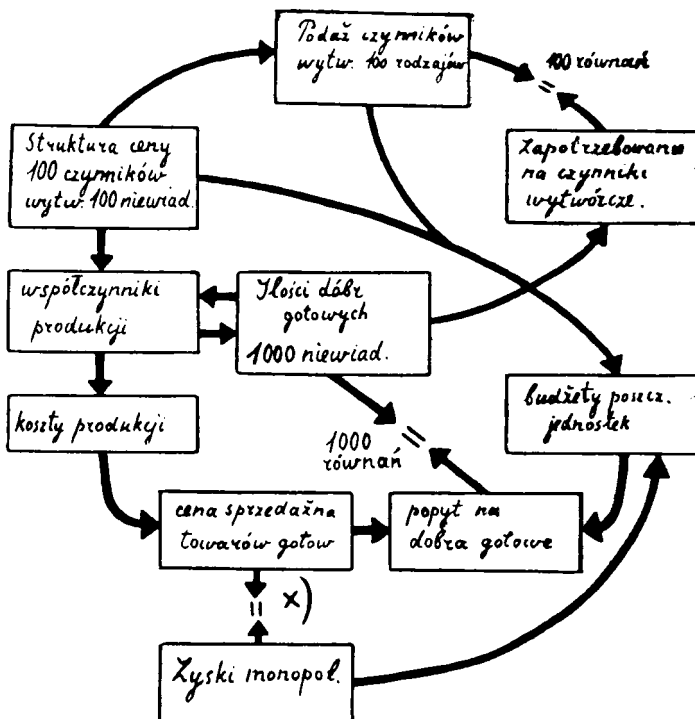 Podaż czynników
wytw. 100 rodzajów
100 równań
=
Struktura ceny
100 czynników
wytw. 100 niewiad.
Zapotrzebowanie
na czynniki
wytwórcze.
współczynniki
produkcji
Ilości dóbr
gotowych
1000 niewiad.
koszty produkcji
budżety poszcz.
jednostek
=
1000
równań
cena sprzedażna
towarów gotow
popyt na
dobra gotowe
= x)
Zyski monopol.